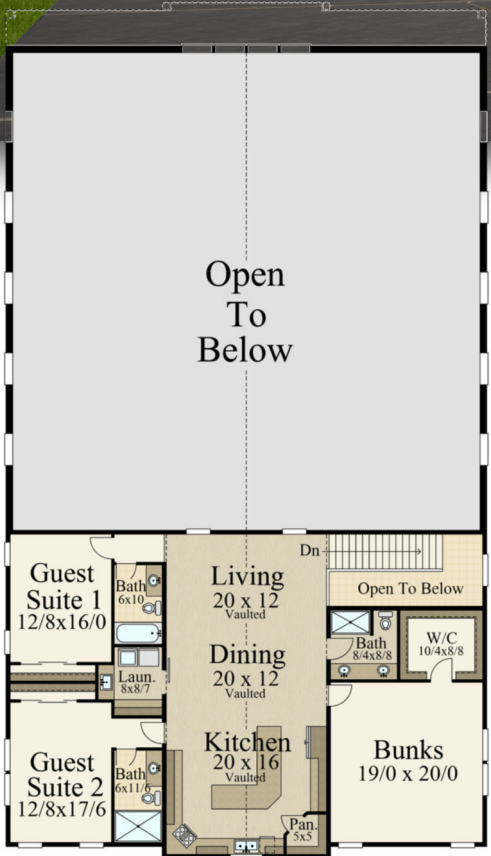 Open
To
Below
Dn
Open To Below
Guest
Suite 1
12/8x16/0
Bath
6x10
Living
20 x 12
Vaulted
Bath
8/4x8/8
W/C
10/4x8/8
Laun.
8x8/7
Dining
20 x 12
Vaulted
Guest
Suite 2
12/8x17/6
Bath
6x11/6
Kitchen
20 x 16
Vaulted
Pan.
5x5
Bunks
19/0 x 20/0